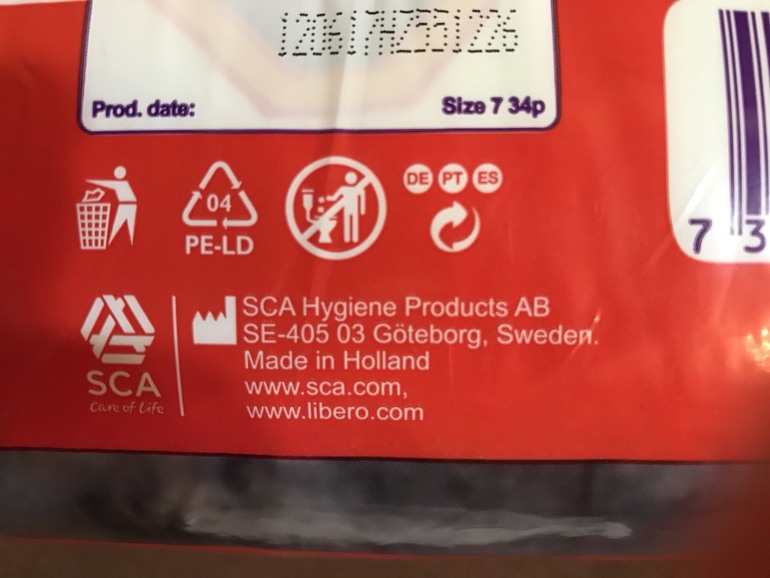 120617HZ551226
Prod. date:
Size 7 34p
04
PE-LD
DE PT ES
7 3
SCA
Care of Life
SCA Hygiene Products AB
SE-405 03 Göteborg, Sweden.
Made in Holland
www.sca.com,
www.libero.com